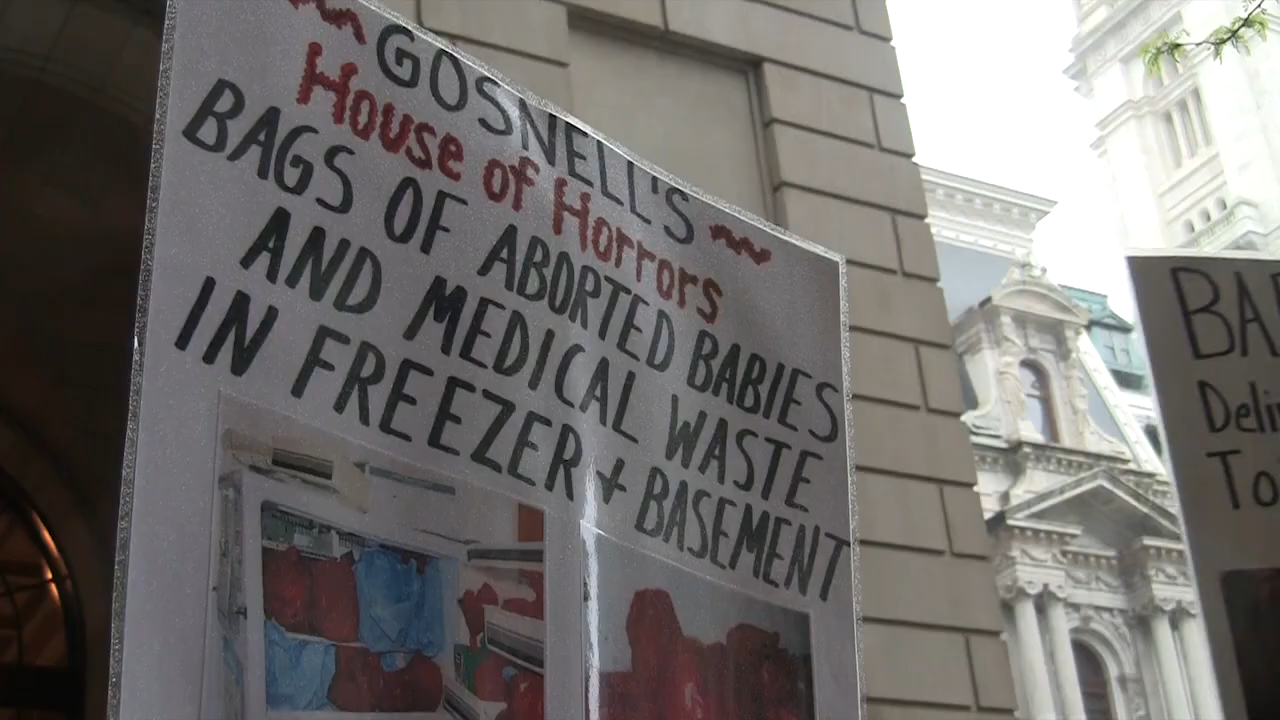 GOSNELL'S
House of Horrors
BAGS OF ABORTED BABIES
AND MEDICAL WASTE
IN FREEZER + BASEMENT